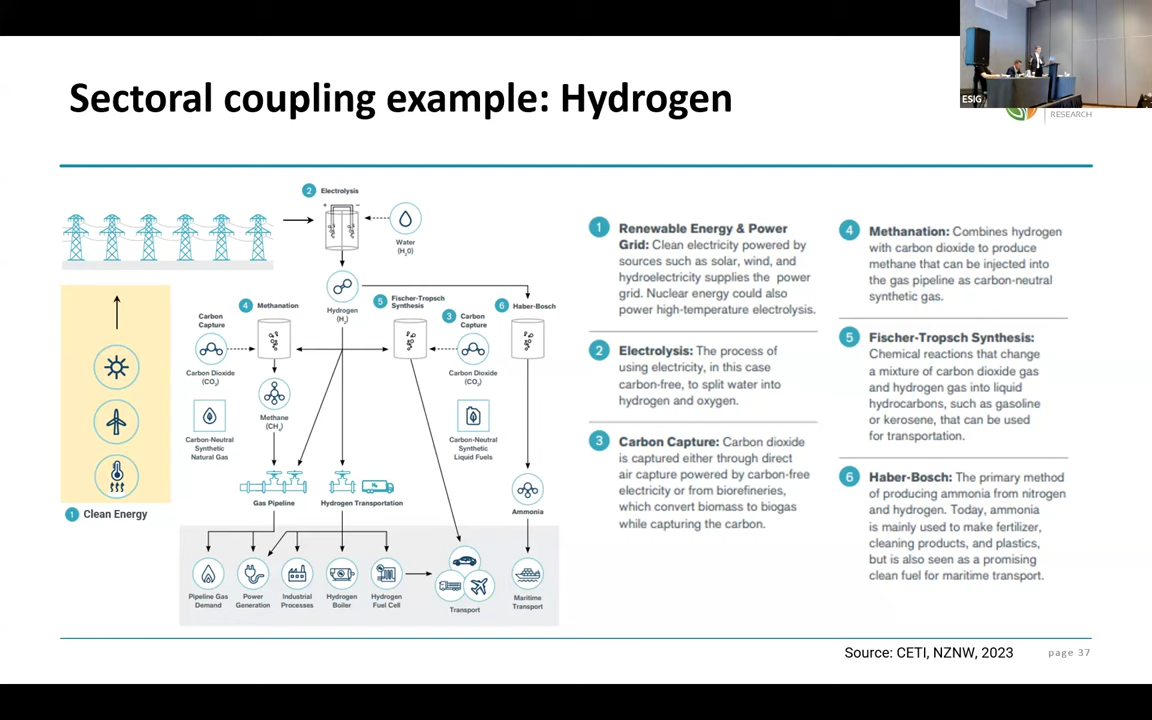 ESIG
RESEARCH
Sectoral coupling example: Hydrogen
2 Electrolysis
+ −
Water
(H2O)
Hydrogen
(H2)
4 Methanation
5 Fischer-Tropsch
Synthesis
6 Haber-Bosch
Carbon
Capture
3 Carbon
Capture
Carbon Dioxide
(CO2)
Carbon Dioxide
(CO2)
Methane
(CH4)
Carbon-Neutral
Synthetic
Natural Gas
Carbon-Neutral
Synthetic
Liquid Fuels
Gas Pipeline
Hydrogen Transportation
Ammonia
1 Clean Energy
Pipeline Gas
Demand
Power
Generation
Industrial
Processes
Hydrogen
Boiler
Hydrogen
Fuel Cell
Transport
Maritime
Transport
1 Renewable Energy & Power
Grid: Clean electricity powered by
sources such as solar, wind, and
hydroelectricity supplies the power
grid. Nuclear energy could also
power high-temperature electrolysis.
2 Electrolysis: The process of
using electricity, in this case
carbon-free, to split water into
hydrogen and oxygen.
3 Carbon Capture: Carbon dioxide
is captured either through direct
air capture powered by carbon-free
electricity or from biorefineries,
which convert biomass to biogas
while capturing the carbon.
4 Methanation: Combines hydrogen
with carbon dioxide to produce
methane that can be injected into
the gas pipeline as carbon-neutral
synthetic gas.
5 Fischer-Tropsch Synthesis:
Chemical reactions that change
a mixture of carbon dioxide gas
and hydrogen gas into liquid
hydrocarbons, such as gasoline
or kerosene, that can be used
for transportation.
6 Haber-Bosch: The primary method
of producing ammonia from nitrogen
and hydrogen. Today, ammonia
is mainly used to make fertilizer,
cleaning products, and plastics,
but is also seen as a promising
clean fuel for maritime transport.
Source: CETI, NZNW, 2023
page 37